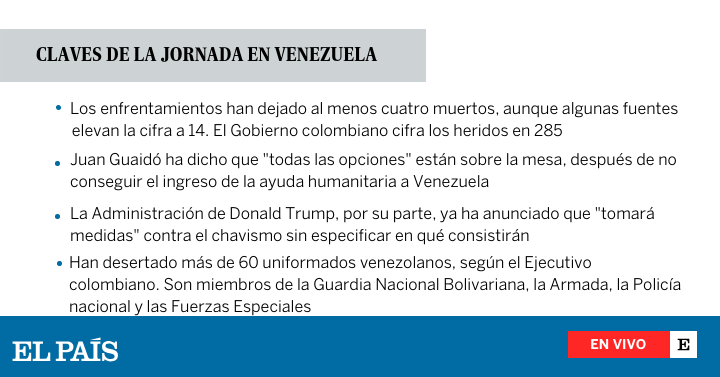 CLAVES DE LA JORNADA EN VENEZUELA
• Los enfrentamientos han dejado al menos cuatro muertos, aunque algunas fuentes
elevan la cifra a 14. El Gobierno colombiano cifra los heridos en 285
• Juan Guaidó ha dicho que "todas las opciones" están sobre la mesa, después de no
conseguir el ingreso de la ayuda humanitaria a Venezuela
• La Administración de Donald Trump, por su parte, ya ha anunciado que "tomará
medidas" contra el chavismo sin especificar en qué consistirán
• Han desertado más de 60 uniformados venezolanos, según el Ejecutivo
colombiano. Son miembros de la Guardia Nacional Bolivariana, la Armada, la Policía
nacional y las Fuerzas Especiales
EL PAÍS
EN VIVO E